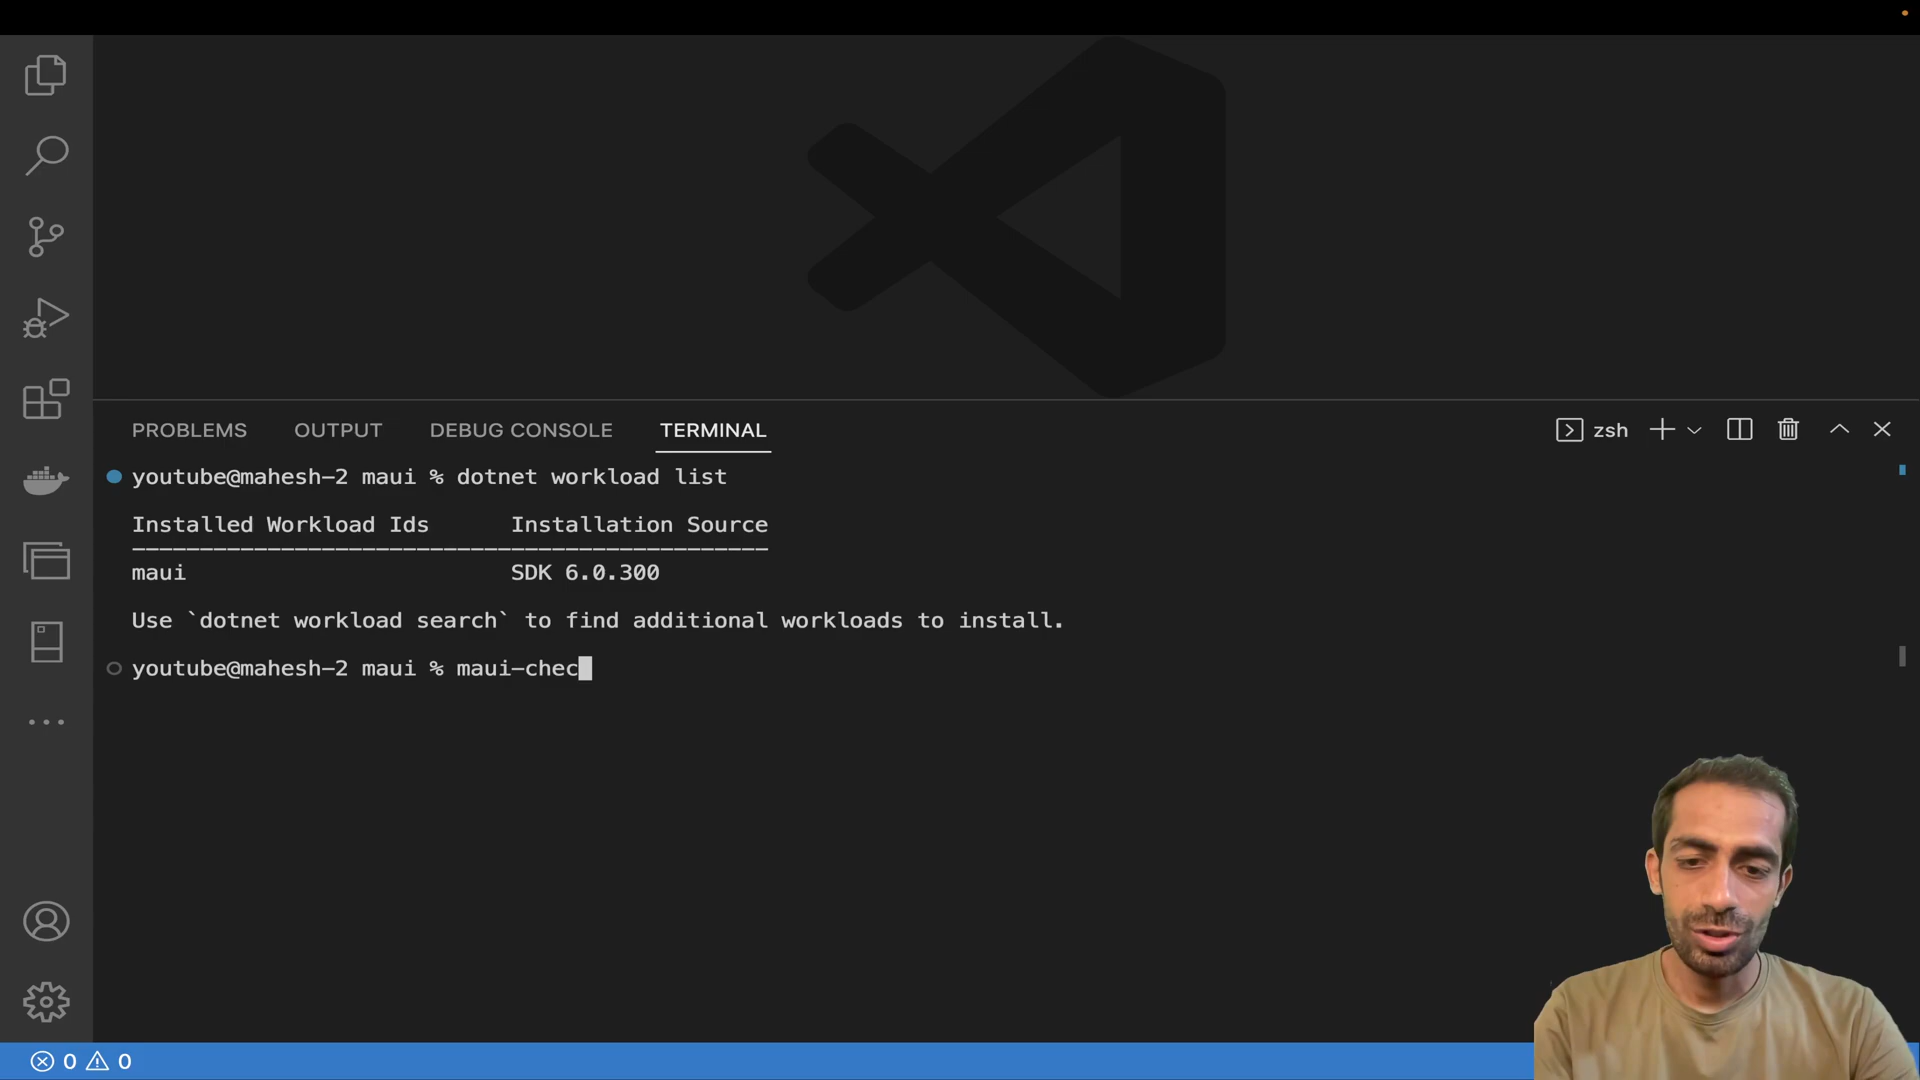 PROBLEMS OUTPUT DEBUG CONSOLE TERMINAL zsh
youtube@mahesh-2 maui % dotnet workload list
Installed Workload Ids Installation Source
--------------------------------------------------
maui SDK 6.0.300
Use `dotnet workload search` to find additional workloads to install.
youtube@mahesh-2 maui % maui-chec
0 0